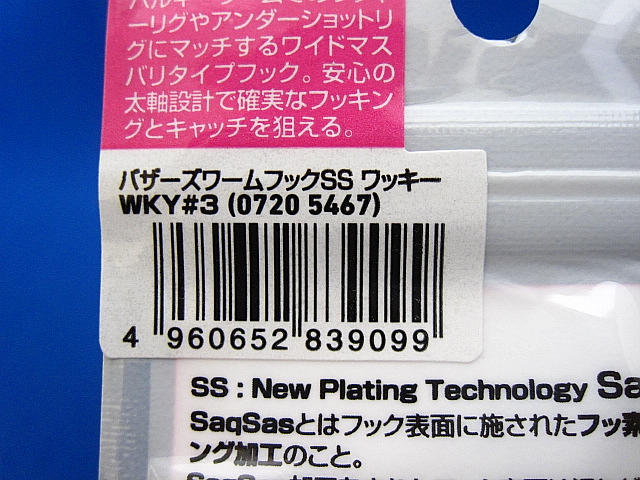 ーリグやアンダーショットリ
グにマッチするワイドマス
バリタイプフック。安心の
太軸設計で確実なフッキン
グとキャッチを狙える。
バザーズワームフックSS ワッキー
WKY#3 (0720 5467)
4 960652 839099
SS : New Plating Technology Sa
SaqSasとはフック表面に施されたフッ素
ング加工のこと。